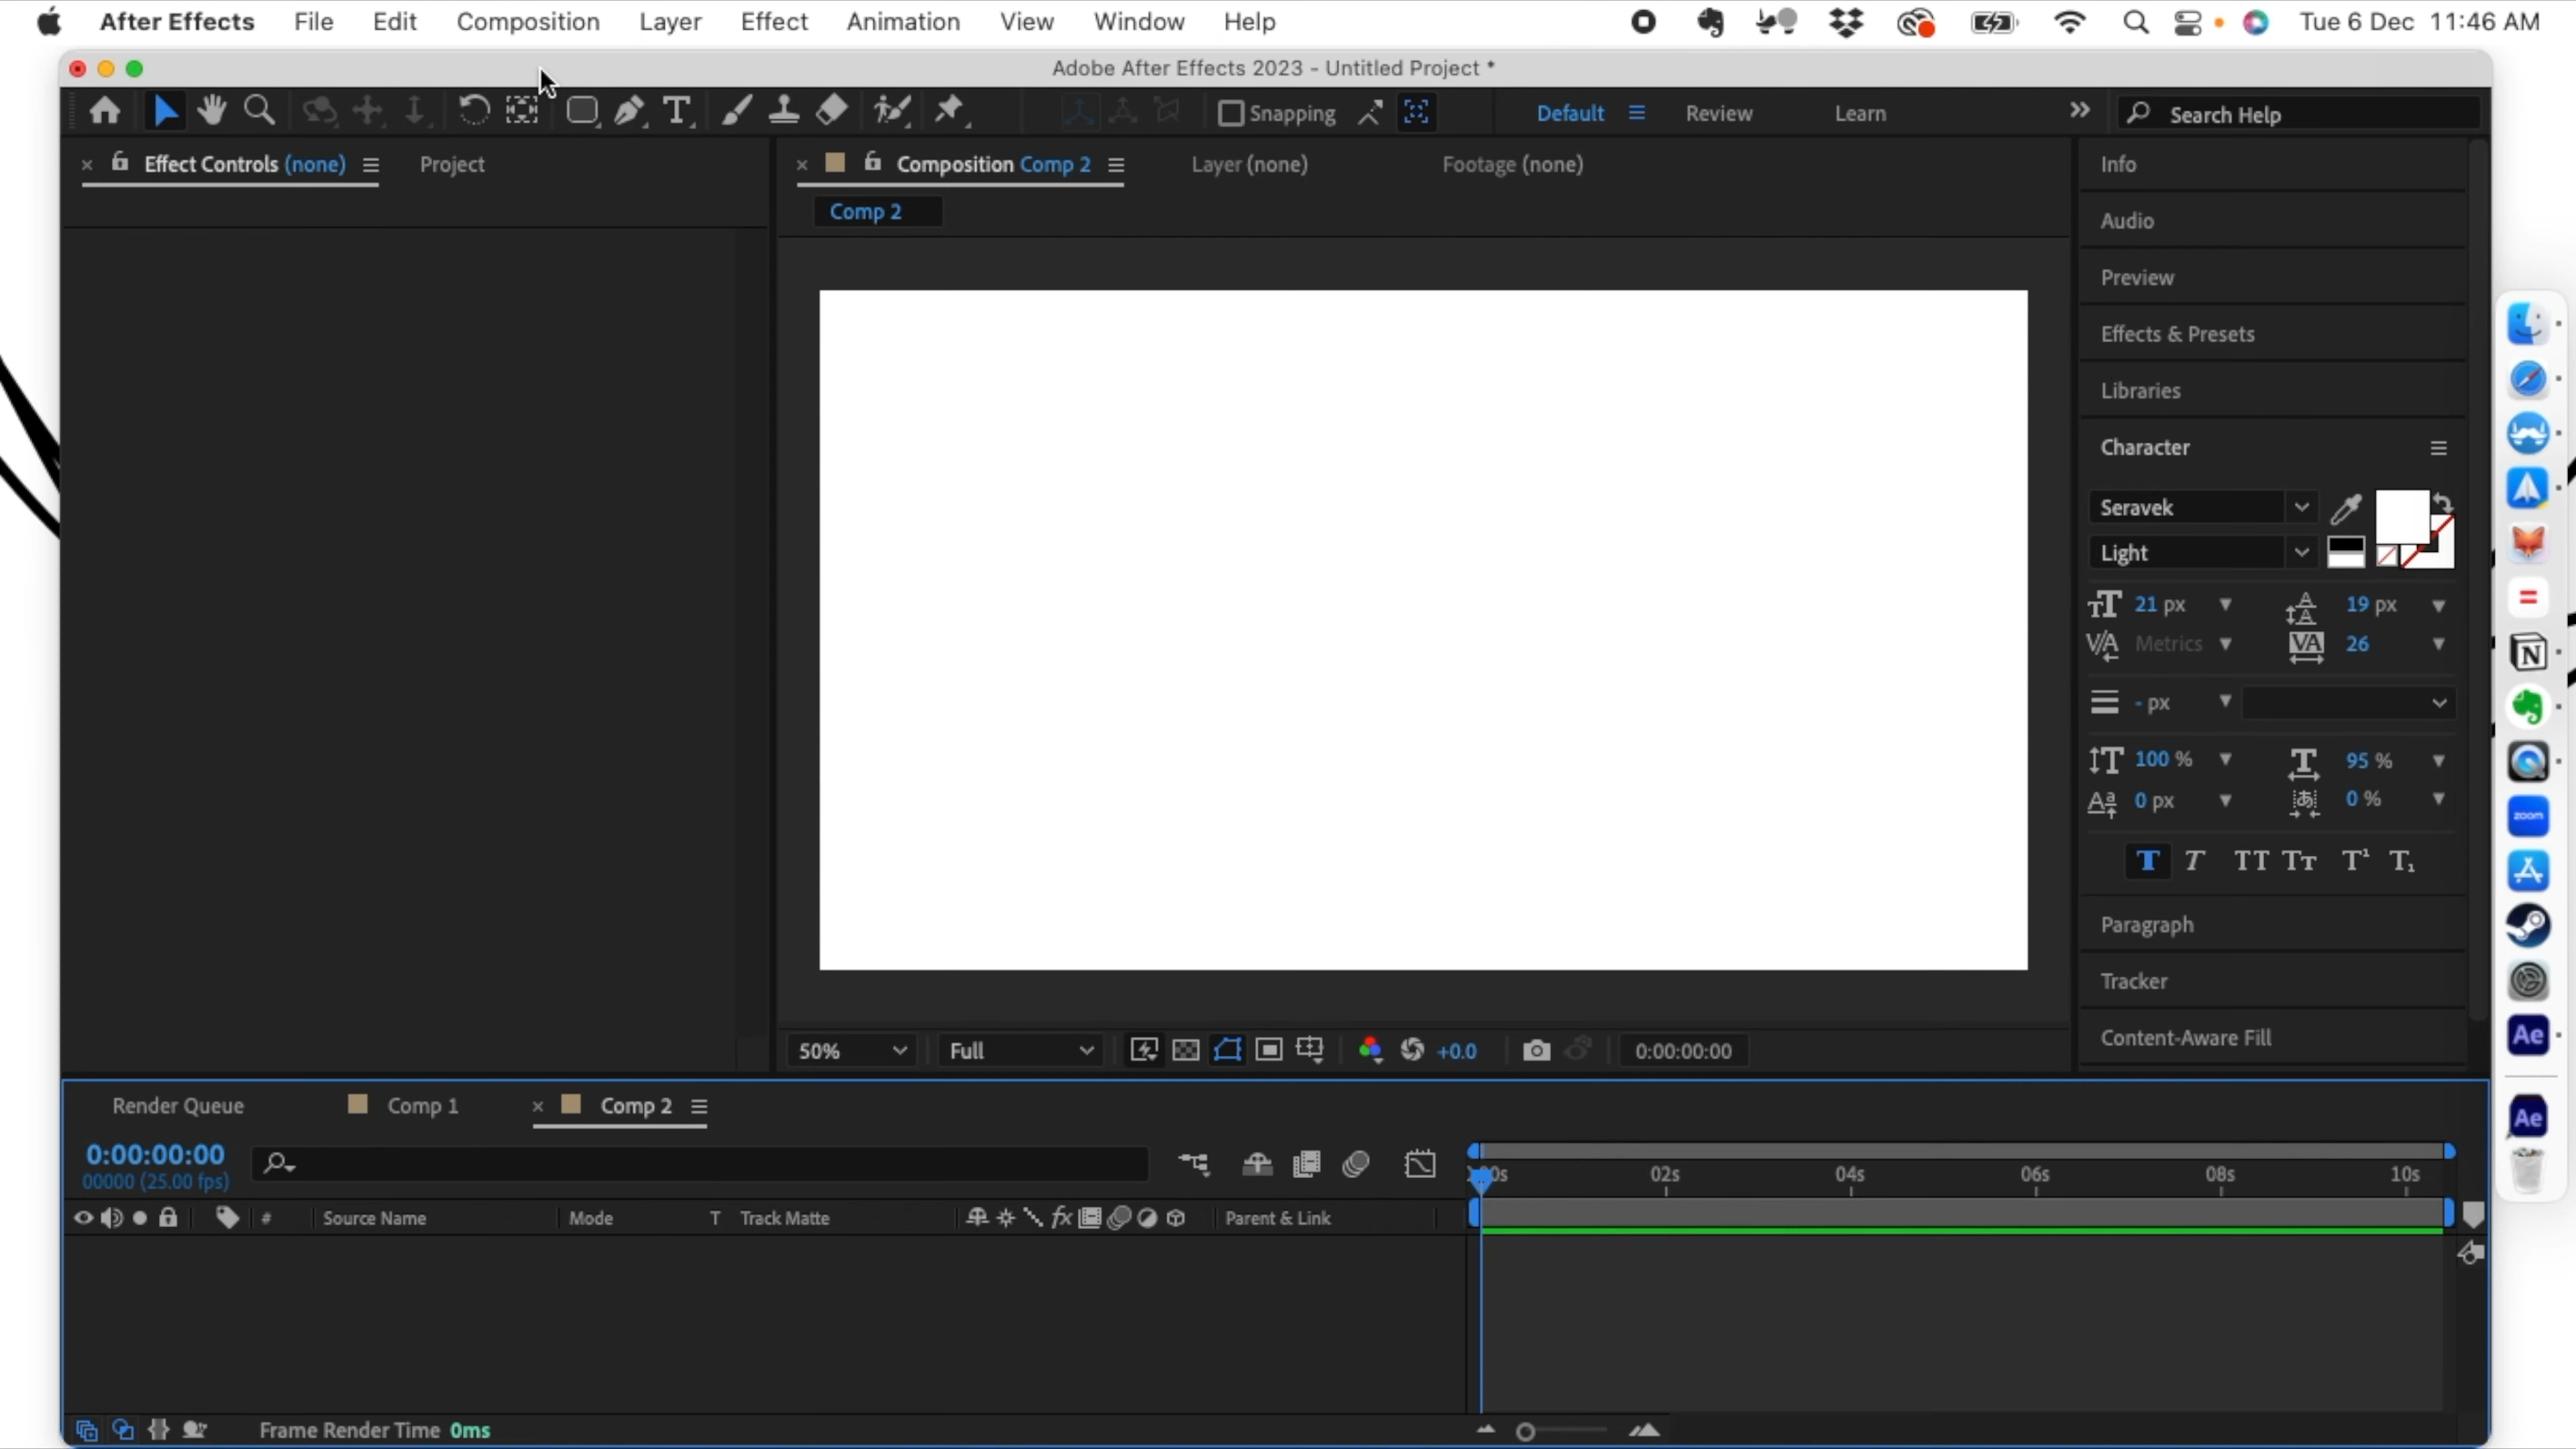 After Effects File Edit Composition Layer Effect Animation View Window Help Tue 6 Dec 11:46 AM
Adobe After Effects 2023 - Untitled Project *
Snapping Default Review Learn Search Help
Effect Controls (none) Project
Composition Comp 2 Layer (none) Footage (none)
Comp 2
Info
Audio
Preview
Effects & Presets
Libraries
Character
Seravek
Light
21 px 19 px
Metrics 26
- px
100 % 95 %
0 px 0 %
Paragraph
Tracker
Content-Aware Fill
zoom
Ae
Ae
50% Full +0.0 0:00:00:00
Render Queue Comp 1 Comp 2
0:00:00:00
00000 (25.00 fps)
02s 04s 06s 08s 10s
# Source Name Mode T Track Matte fx Parent & Link
Frame Render Time 0ms